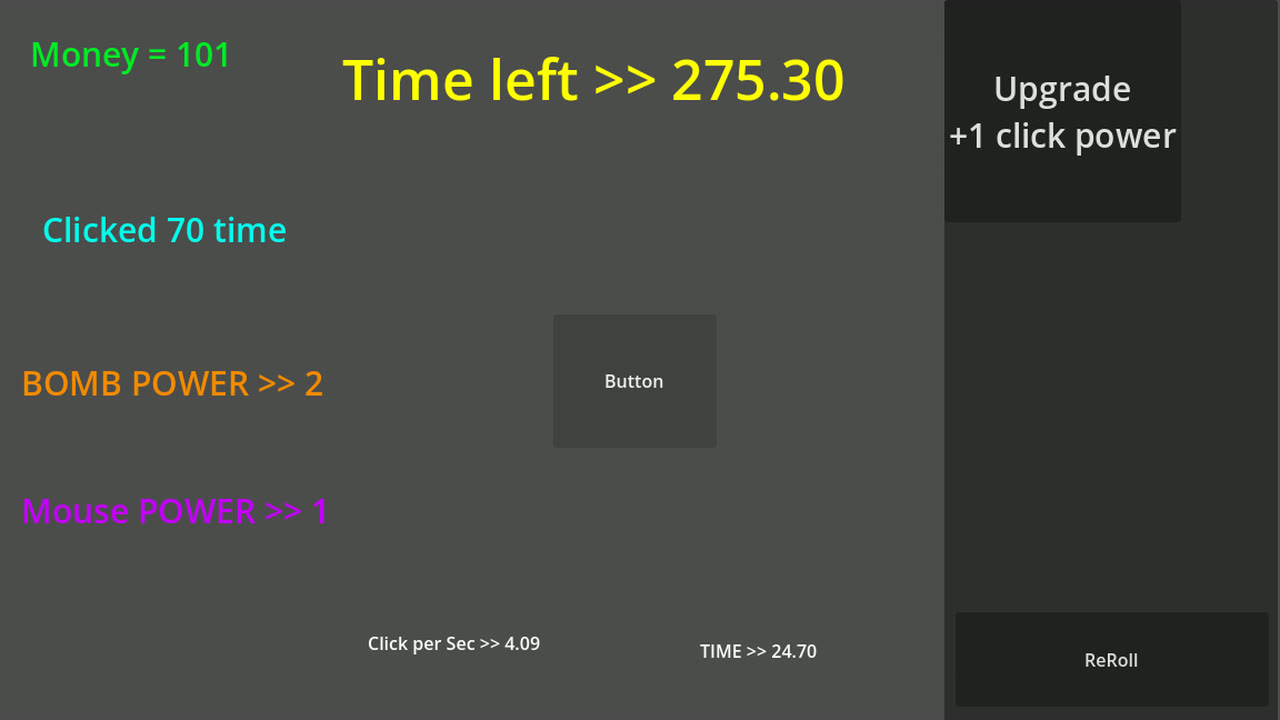 Money = 101
Time left >> 275.30
Upgrade
+1 click power
Clicked 70 time
Button
BOMB POWER >> 2
Mouse POWER >> 1
Click per Sec >> 4.09
TIME >> 24.70
ReRoll